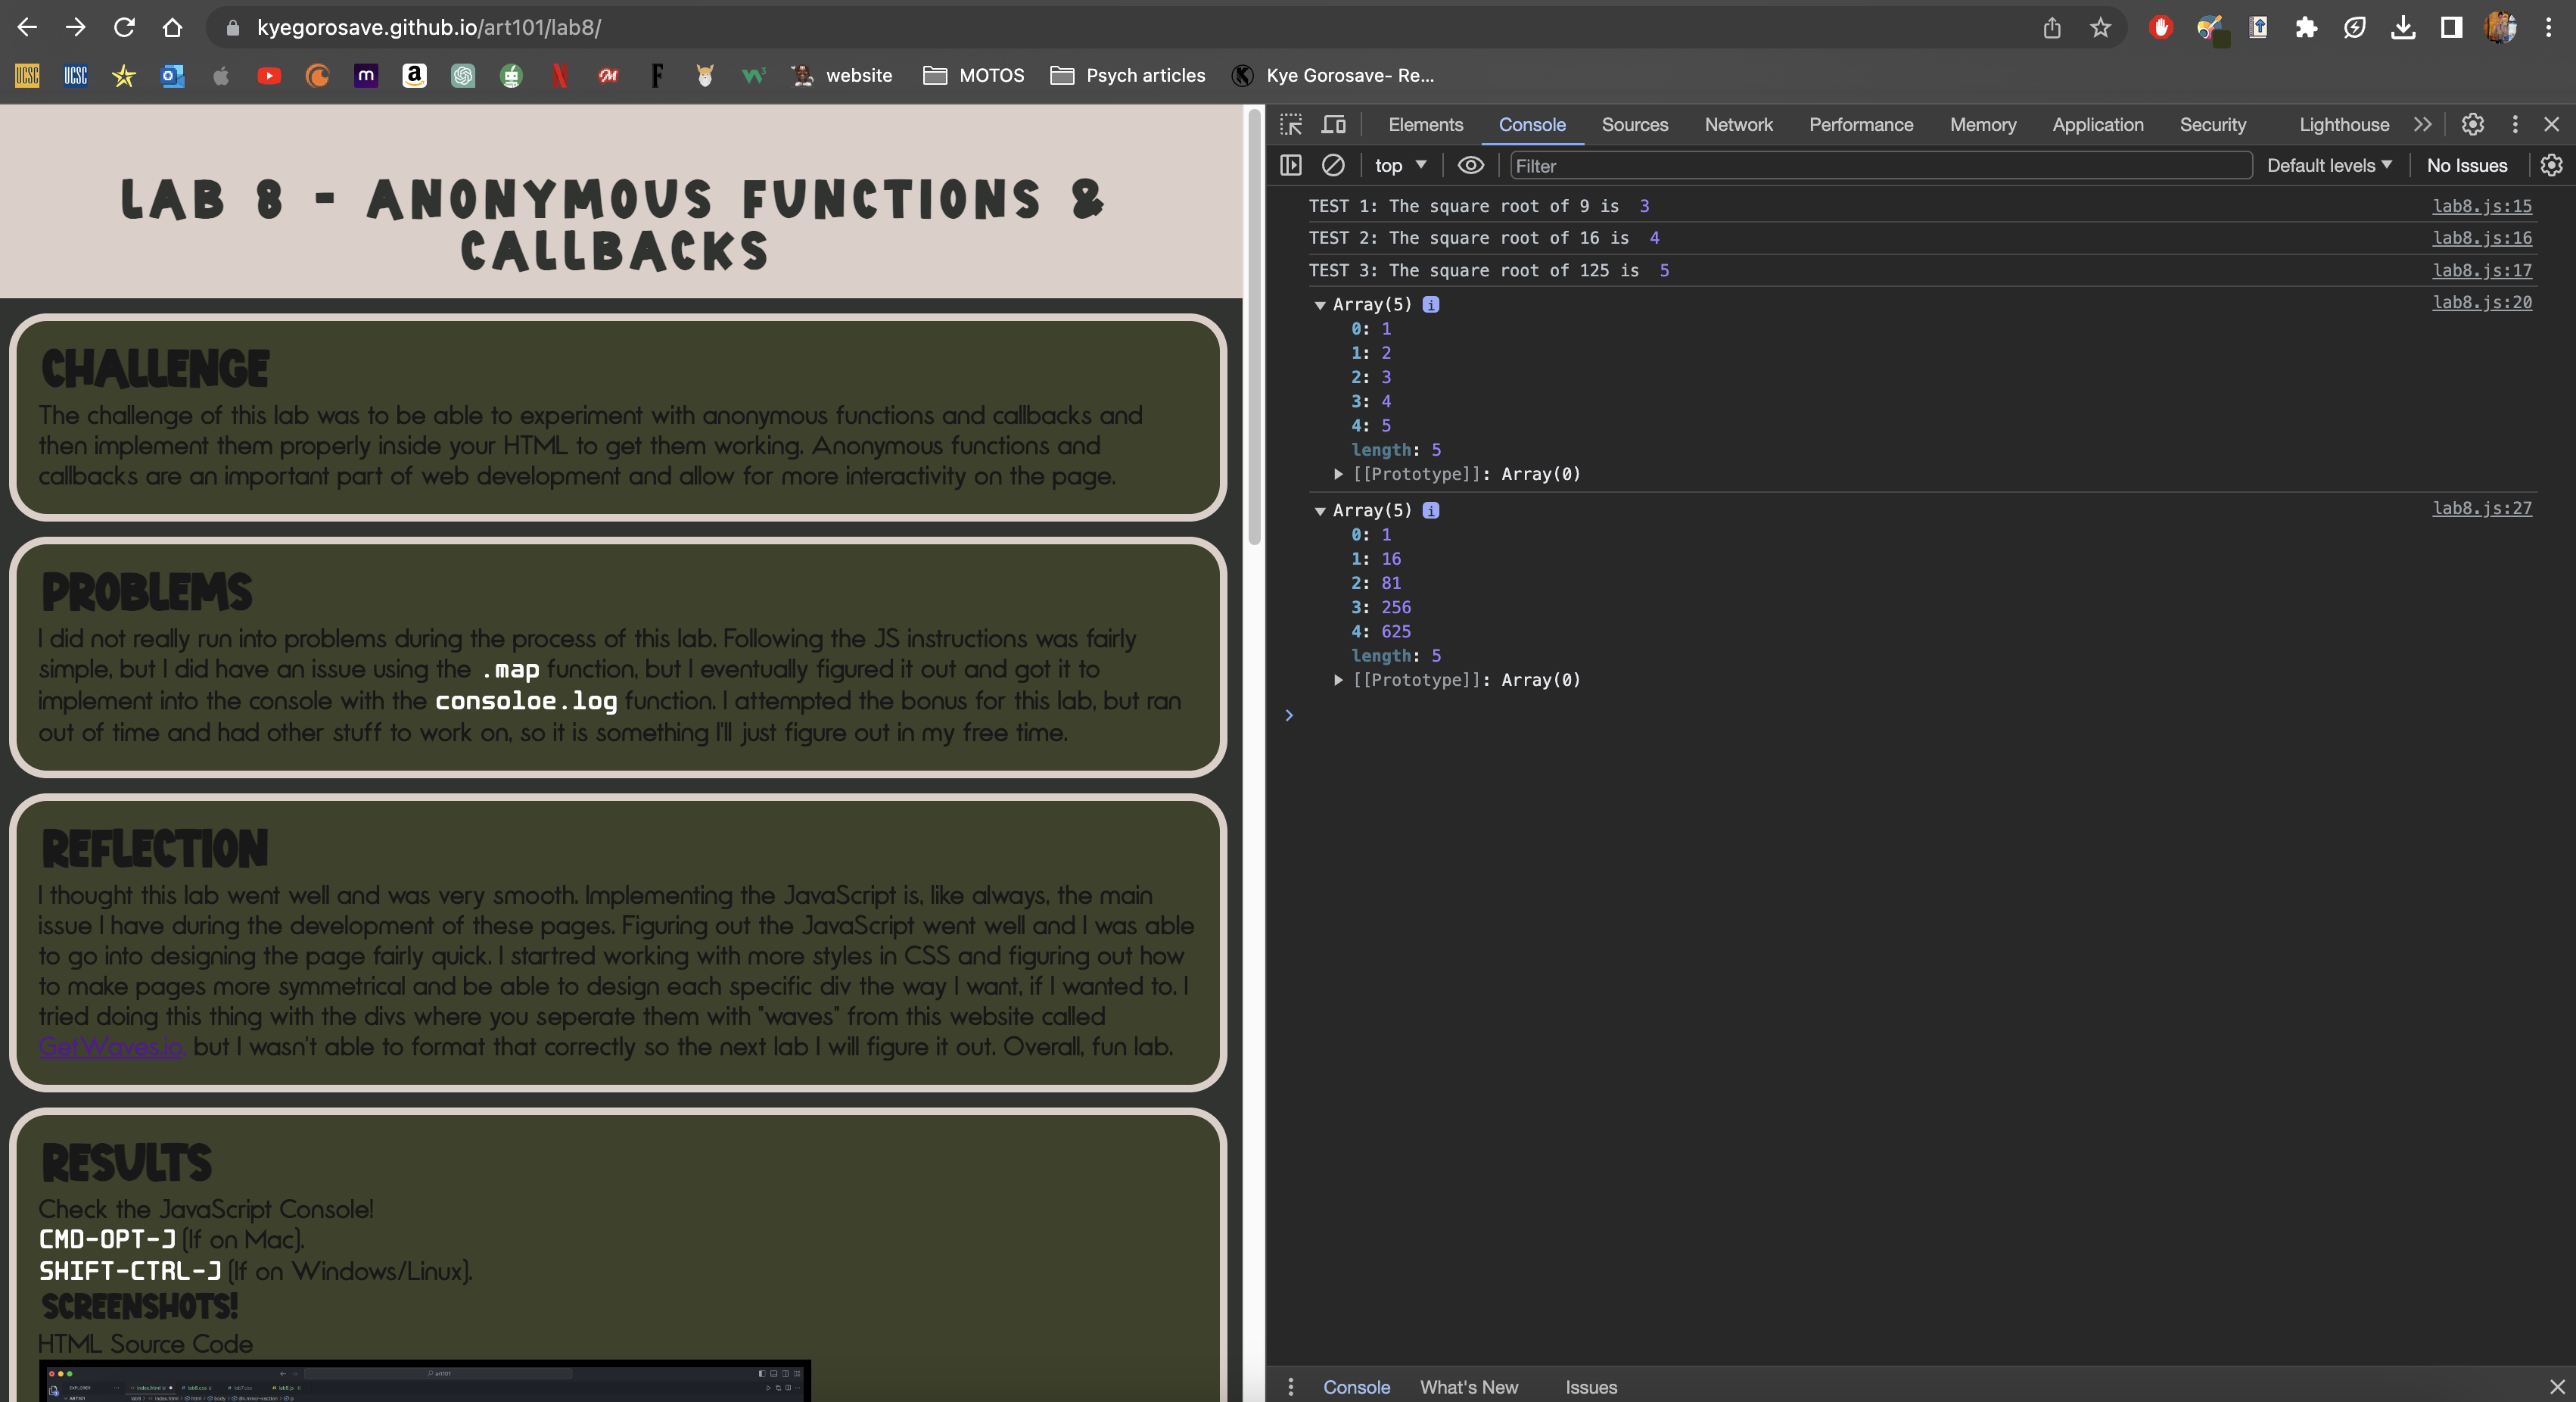 kyegorosave.github.io/art101/lab8/
website MOTOS Psych articles Kye Gorosave- Re...
LAB 8 - ANONYMOUS FUNCTIONS &
CALLBACKS
CHALLENGE
The challenge of this lab was to be able to experiment with anonymous functions and callbacks and
then implement them properly inside your HTML to get them working. Anonymous functions and
callbacks are an important part of web development and allow for more interactivity on the page.
PROBLEMS
I did not really run into problems during the process of this lab. Following the JS instructions was fairly
simple, but I did have an issue using the .map function, but I eventually figured it out and got it to
implement into the console with the consoloe.log function. I attempted the bonus for this lab, but ran
out of time and had other stuff to work on, so it is something I'll just figure out in my free time.
REFLECTION
I thought this lab went well and was very smooth. Implementing the JavaScript is, like always, the main
issue I have during the development of these pages. Figuring out the JavaScript went well and I was able
to go into designing the page fairly quick. I startred working with more styles in CSS and figuring out how
to make pages more symmetrical and be able to design each specific div the way I want, if I wanted to. I
tried doing this thing with the divs where you seperate them with "waves" from this website called
GetWaves.io, but I wasn't able to format that correctly so the next lab I will figure it out. Overall, fun lab.
RESULTS
Check the JavaScript Console!
CMD-OPT-J (If on Mac).
SHIFT-CTRL-J (If on Windows/Linux).
SCREENSHOTS!
HTML Source Code
Elements Console Sources Network Performance Memory Application Security Lighthouse
top Filter Default levels No Issues
TEST 1: The square root of 9 is 3 lab8.js:15
TEST 2: The square root of 16 is 4 lab8.js:16
TEST 3: The square root of 125 is 5 lab8.js:17
Array(5) lab8.js:20
0: 1
1: 2
2: 3
3: 4
4: 5
length: 5
[[Prototype]]: Array(0)
Array(5) lab8.js:27
0: 1
1: 16
2: 81
3: 256
4: 625
length: 5
[[Prototype]]: Array(0)
Console What's New Issues